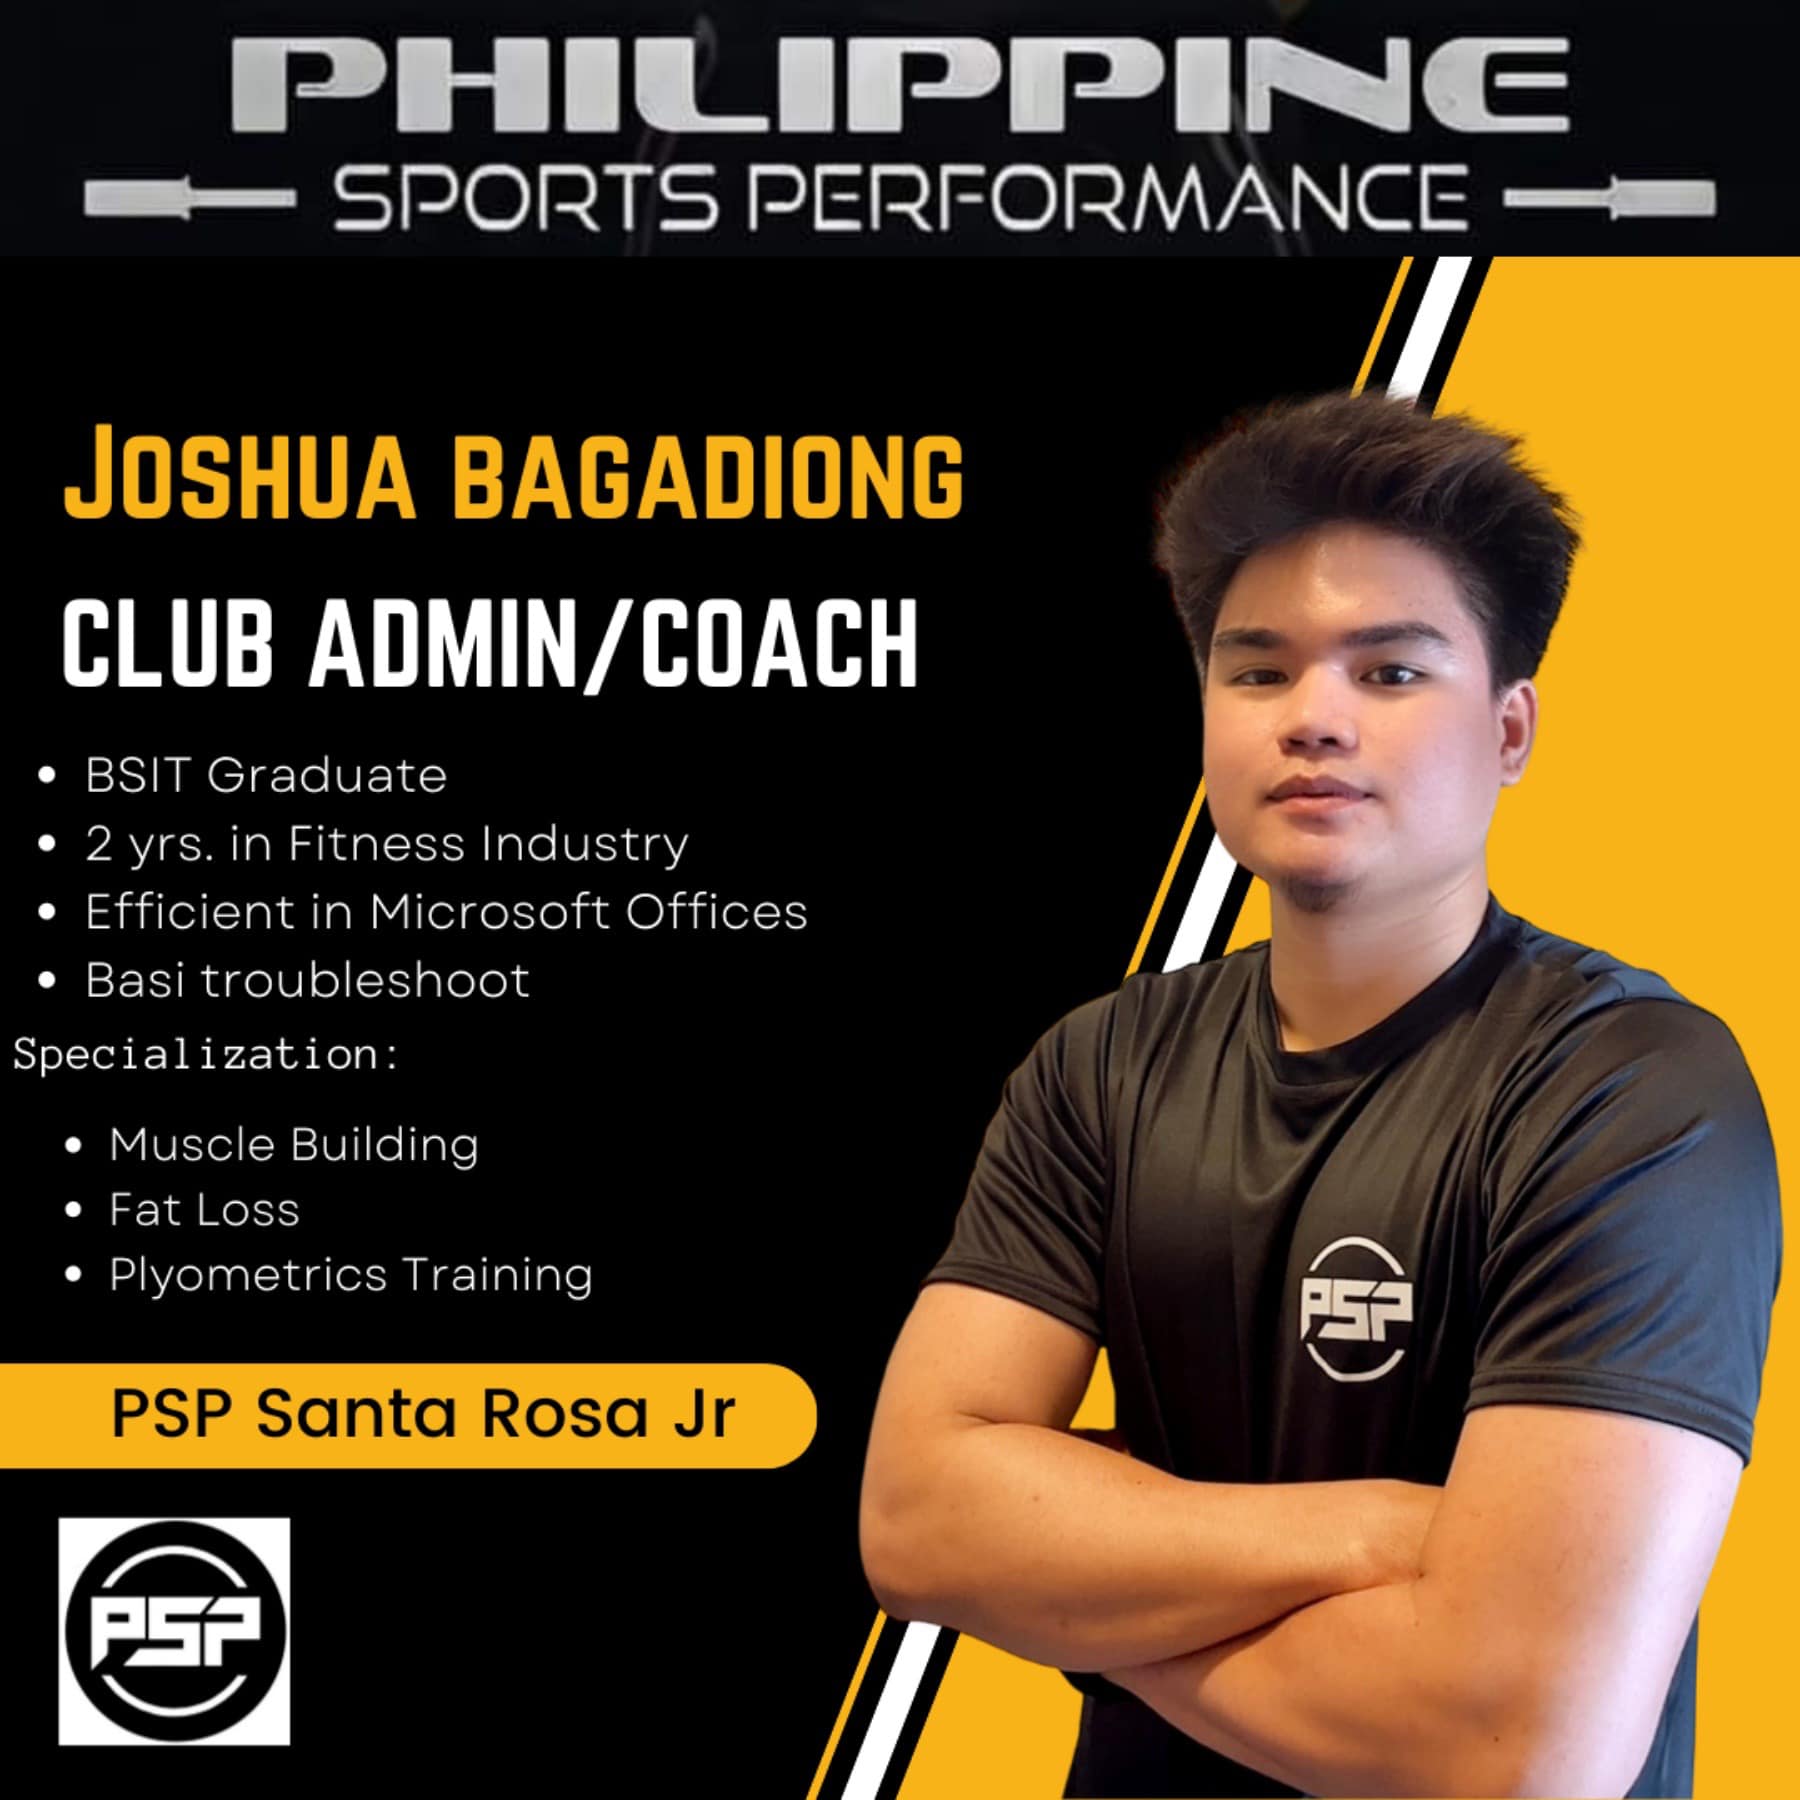 PHILIPPINE
SPORTS PERFORMANCE
JOSHUA BAGADIONG
CLUB ADMIN/COACH
• BSIT Graduate
• 2 yrs. in Fitness Industry
• Efficient in Microsoft Offices
• Basi troubleshoot
Specialization:
• Muscle Building
• Fat Loss
• Plyometrics Training
PSP
PSP Santa Rosa Jr
PSP